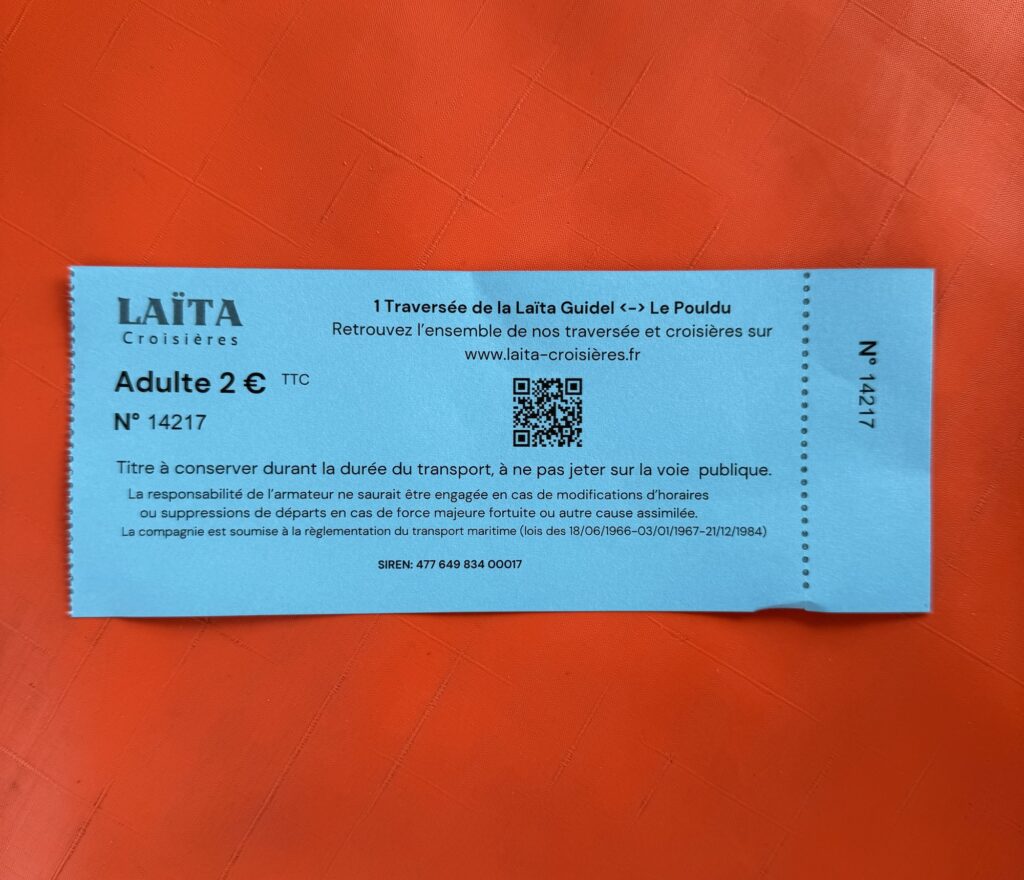 LAÏTA
Croisières
1 Traversée de la Laïta Guidel <-> Le Pouldu
Retrouvez l'ensemble de nos traversée et croisières sur
www.laita-croisières.fr
Adulte 2 € TTC
N° 14217
Titre à conserver durant la durée du transport, à ne pas jeter sur la voie publique.
La responsabilité de l'armateur ne saurait être engagée en cas de modifications d'horaires
ou suppressions de départs en cas de force majeure fortuite ou autre cause assimilée.
La compagnie est soumise à la règlementation du transport maritime (lois des 18/06/1966-03/01/1967-21/12/1984)
SIREN: 477 649 834 00017
N° 14217